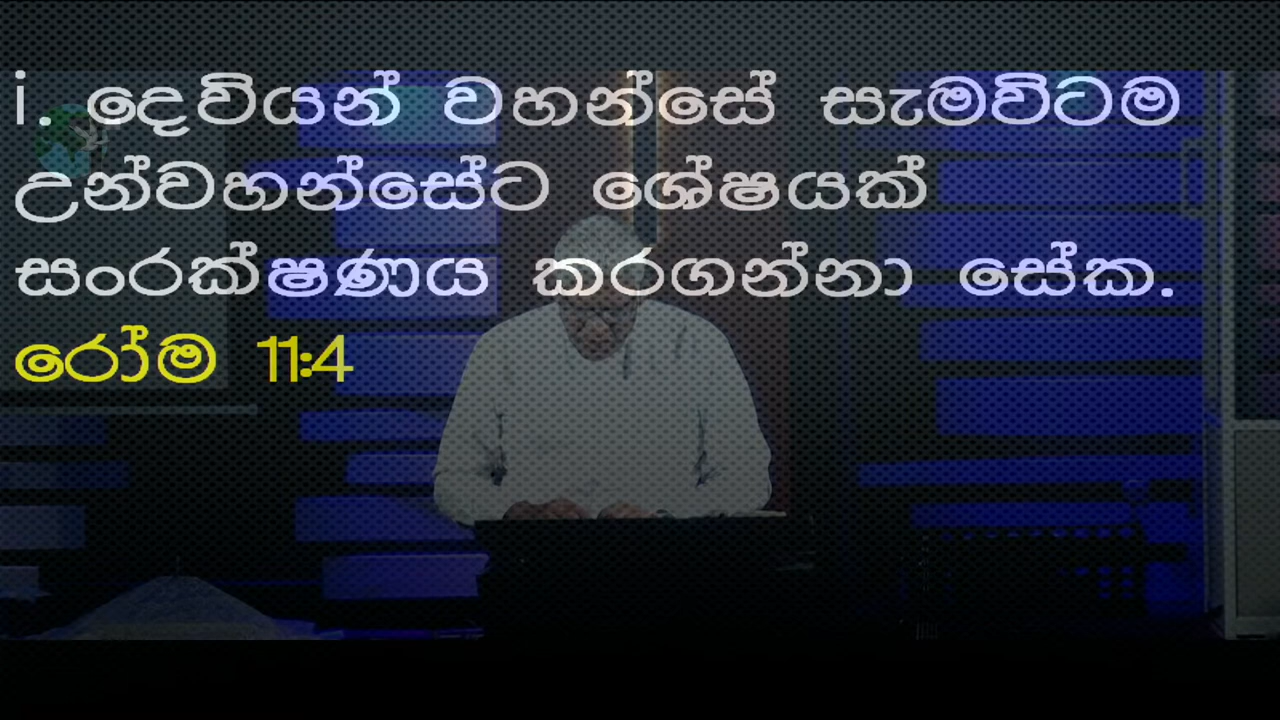 i. දෙවියන් වහන්සේ සැමවිටම
උන්වහන්සේට ශේෂයක්
සංරක්ෂණය කරගන්නා සේක.
රෝම 11:4